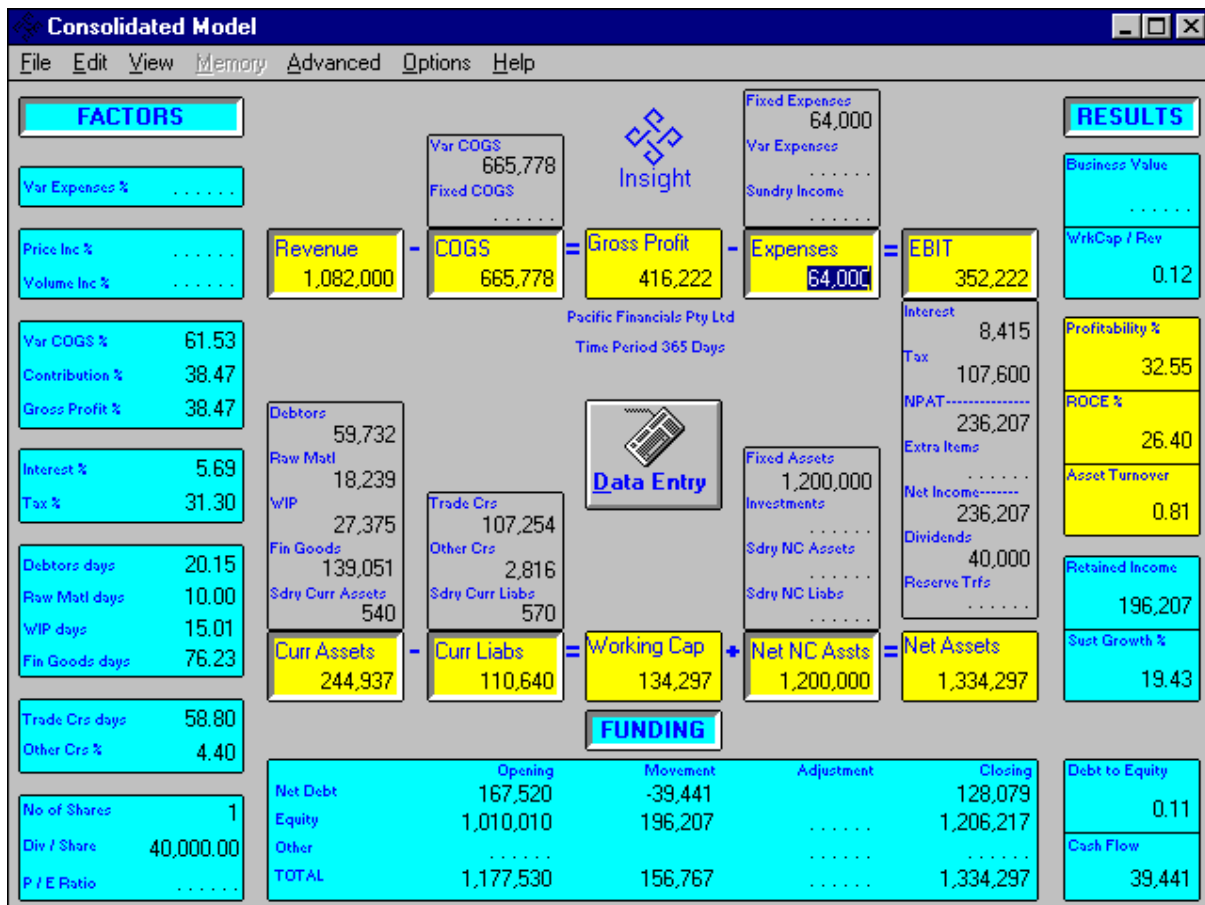 Consolidated Model
File Edit View Memory Advanced Options Help
FACTORS
Var Expenses % . . . . . .
Price Inc % . . . . . .
Volume Inc % . . . . . .
Var COGS % 61.53
Contribution % 38.47
Gross Profit % 38.47
Interest % 5.69
Tax % 31.30
Debtors days 20.15
Raw Matl days 10.00
WIP days 15.01
Fin Goods days 76.23
Trade Crs days 58.80
Other Crs % 4.40
No of Shares 1
Div / Share 40,000.00
P / E Ratio . . . . . .
Var COGS
665,778
Fixed COGS
. . . . . .
Insight
Fixed Expenses
64,000
Var Expenses
. . . . . .
Sundry Income
. . . . . .
Revenue - COGS = Gross Profit - Expenses = EBIT
1,082,000 665,778 416,222 64,000 352,222
Pacific Financials Pty Ltd
Time Period 365 Days
Interest
8,415
Tax
107,600
NPAT---------------
236,207
Extra Items
. . . . . .
Net Income-------
236,207
Dividends
40,000
Reserve Trfs
. . . . . .
Debtors
59,732
Raw Matl
18,239
WIP
27,375
Fin Goods
139,051
Sdry Curr Assets
540
Trade Crs
107,254
Other Crs
2,816
Sdry Curr Liabs
570
Data Entry
Fixed Assets
1,200,000
Investments
. . . . . .
Sdry NC Assets
. . . . . .
Sdry NC Liabs
. . . . . .
Curr Assets - Curr Liabs = Working Cap + Net NC Assts = Net Assets
244,937 110,640 134,297 1,200,000 1,334,297
FUNDING
Opening Movement Adjustment Closing
Net Debt 167,520 -39,441 128,079
Equity 1,010,010 196,207 . . . . . . 1,206,217
Other . . . . . . . . . . . . . . . . . .
TOTAL 1,177,530 156,767 . . . . . . 1,334,297
RESULTS
Business Value
. . . . . .
WrkCap / Rev
0.12
Profitability %
32.55
ROCE %
26.40
Asset Turnover
0.81
Retained Income
196,207
Sust Growth %
19.43
Debt to Equity
0.11
Cash Flow
39,441